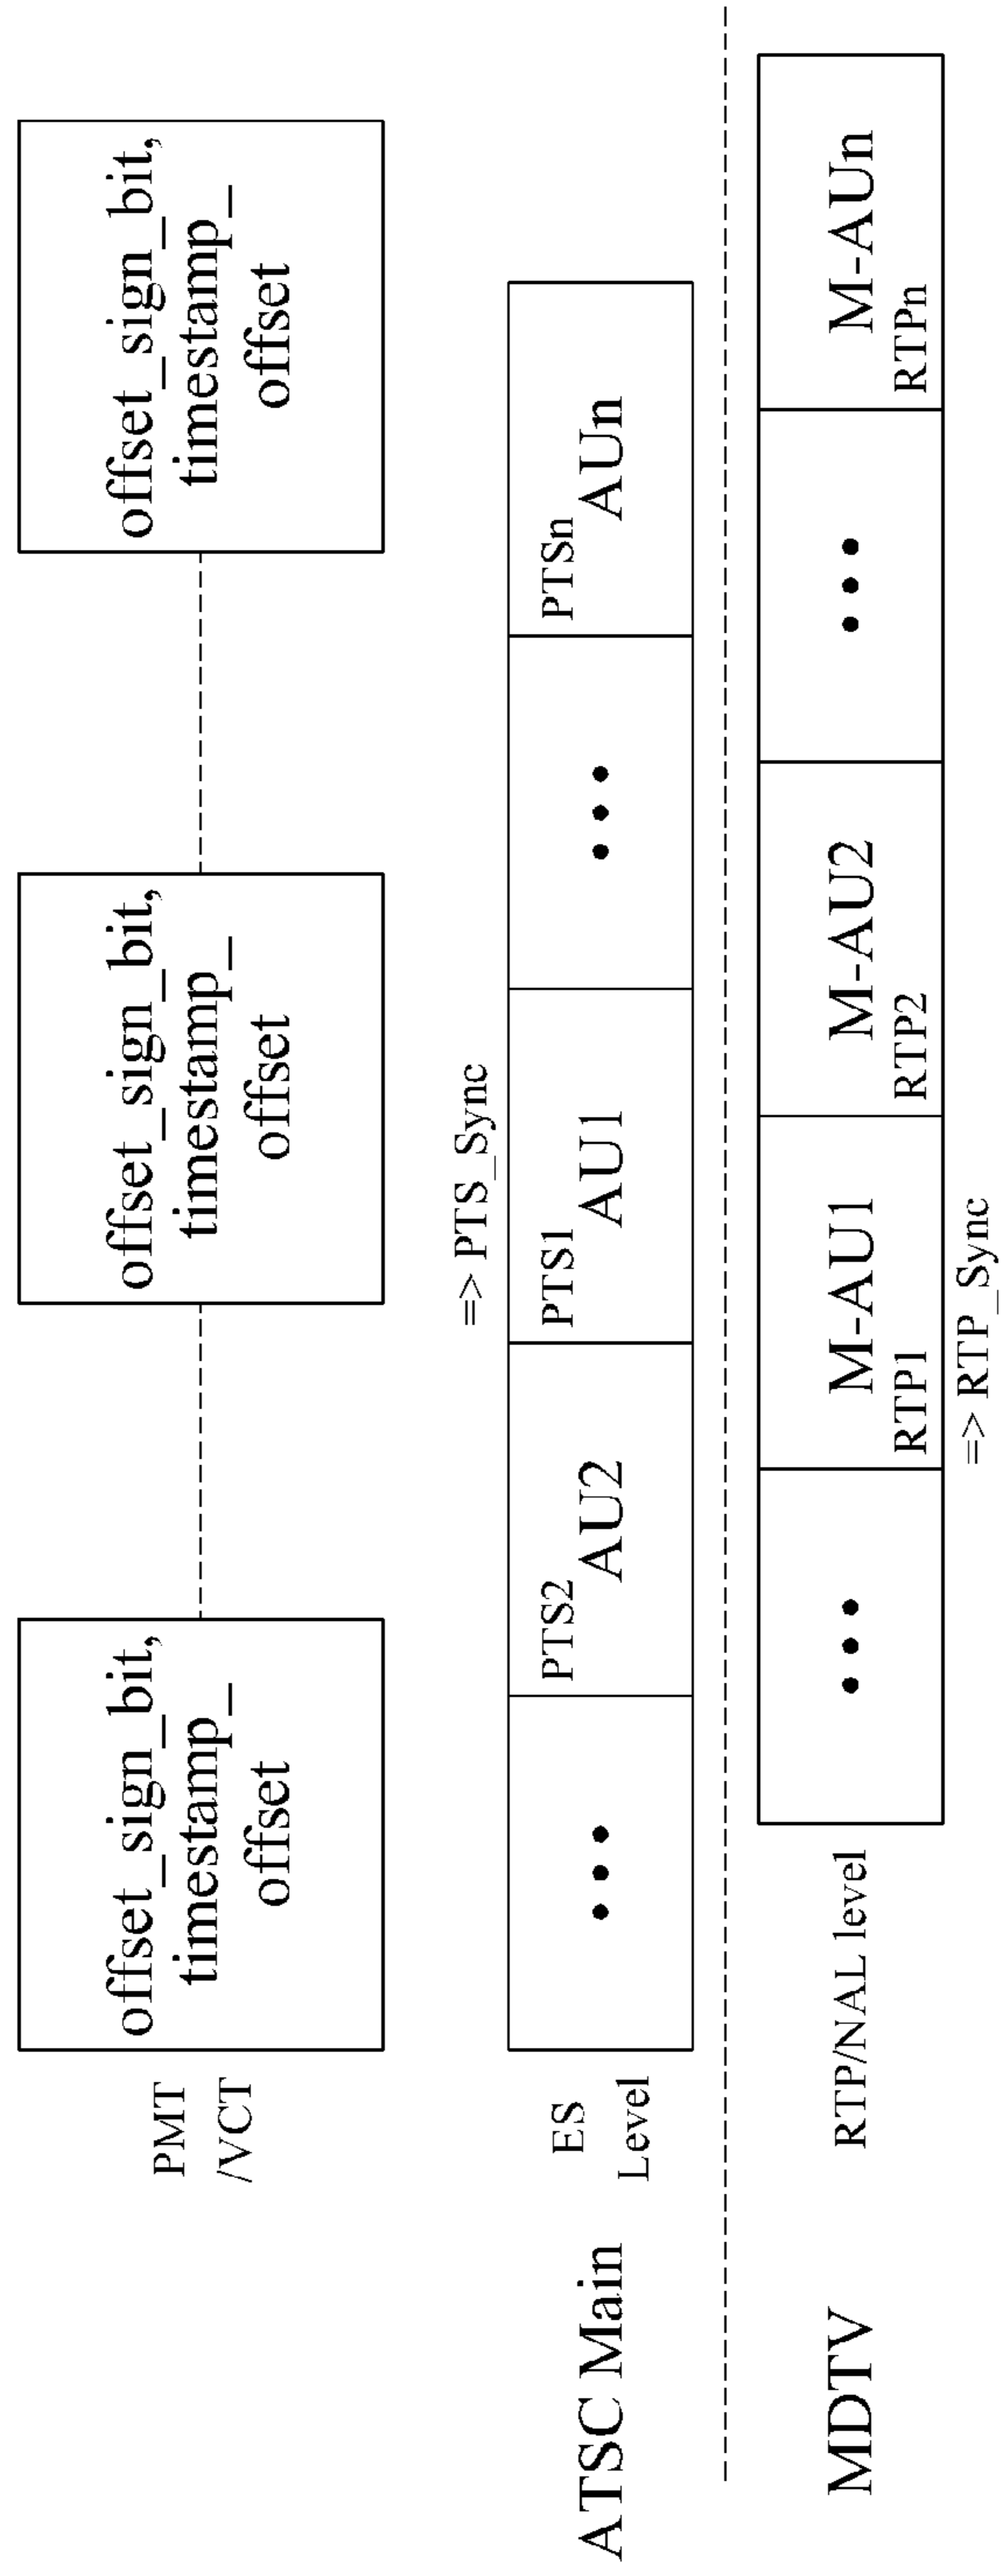 PMT
/VCT
offset_sign_bit,
timestamp_
offset
offset_sign_bit,
timestamp_
offset
offset_sign_bit,
timestamp_
offset
=> PTS_Sync
ATSC Main
ES
Level
•••
PTS2
AU2
PTS1
AU1
•••
PTSn
AUn
MDTV
RTP/NAL level
•••
M-AU1
RTP1
M-AU2
RTP2
•••
M-AUn
RTPn
=> RTP_Sync